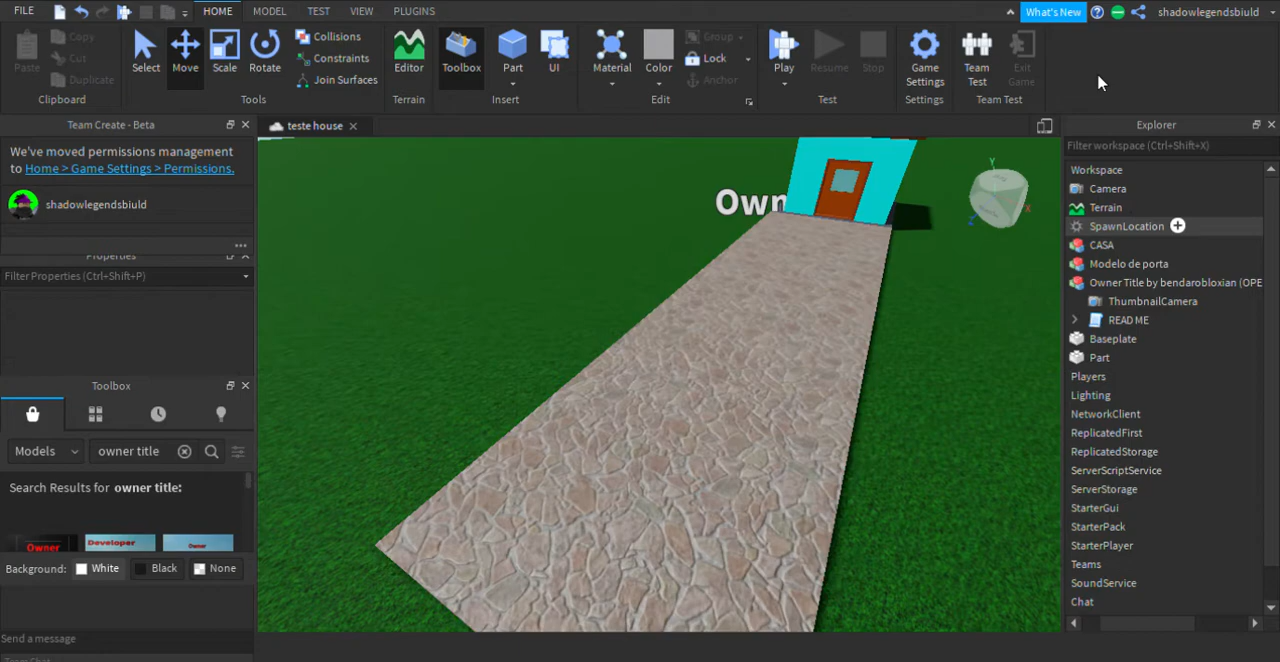 FILE HOME MODEL TEST VIEW PLUGINS What's New shadowlegendsbiuld
Paste Copy Cut Duplicate
Clipboard
Select Move Scale Rotate Collisions Constraints Join Surfaces
Tools
Editor
Terrain
Toolbox Part UI
Insert
Material Color Group Lock Anchor
Edit
Play Resume Stop
Test
Game Settings
Settings
Team Test Exit Game
Team Test
Team Create - Beta
We've moved permissions management
to Home > Game Settings > Permissions.
shadowlegendsbiuld
Properties
Filter Properties (Ctrl+Shift+P)
Toolbox
Models owner title
Search Results for owner title:
Owner Developer Owner
Background: White Black None
Send a message
teste house
Own
Y
X
Z
Explorer
Filter workspace (Ctrl+Shift+X)
Workspace
Camera
Terrain
SpawnLocation
CASA
Modelo de porta
Owner Title by bendarobloxian (OPE
ThumbnailCamera
READ ME
Baseplate
Part
Players
Lighting
NetworkClient
ReplicatedFirst
ReplicatedStorage
ServerScriptService
ServerStorage
StarterGui
StarterPack
StarterPlayer
Teams
SoundService
Chat